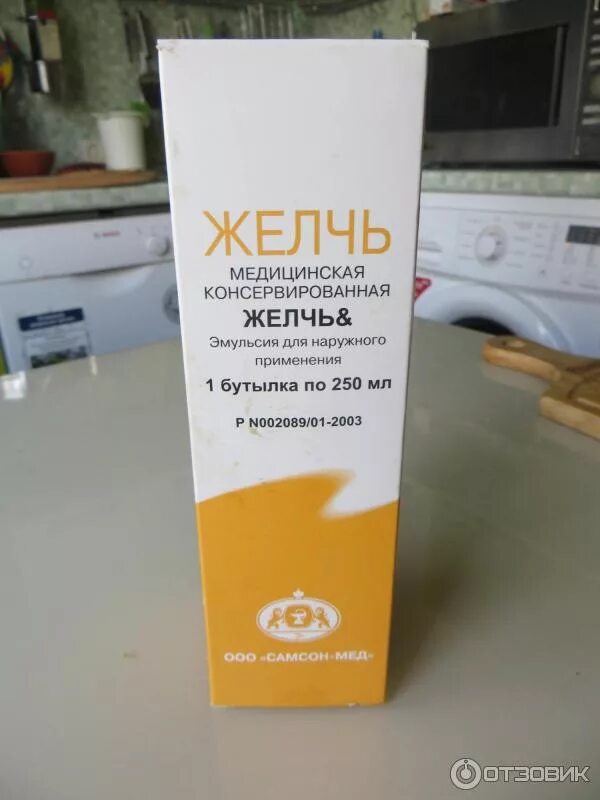 ЖЕЛЧЬ
МЕДИЦИНСКАЯ
КОНСЕРВИРОВАННАЯ
ЖЕЛЧЬ&
Эмульсия для наружного
применения
1 бутылка по 250 мл
Р N002089/01-2003
ООО «САМСОН-МЕД»
ОТЗОВИК